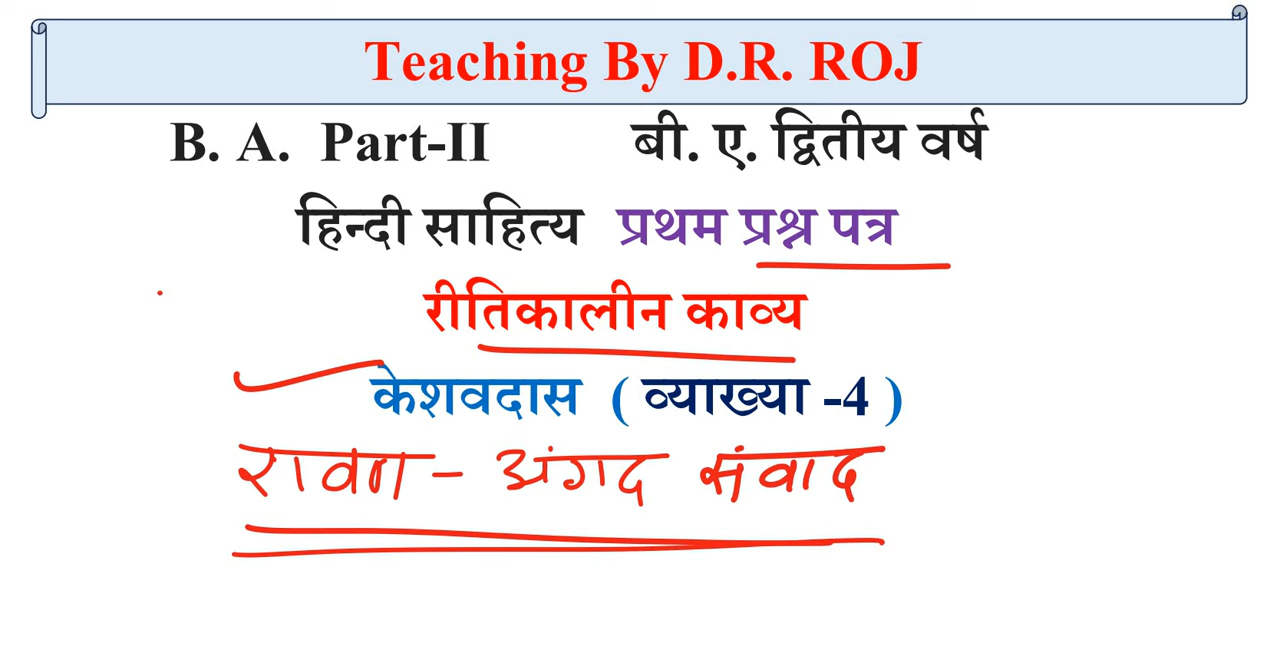 Teaching By D.R. ROJ
B. A. Part-II बी. ए. द्वितीय वर्ष
हिन्दी साहित्य प्रथम प्रश्न पत्र
रीतिकालीन काव्य
केशवदास ( व्याख्या -4 )
रावण - अंगद संवाद